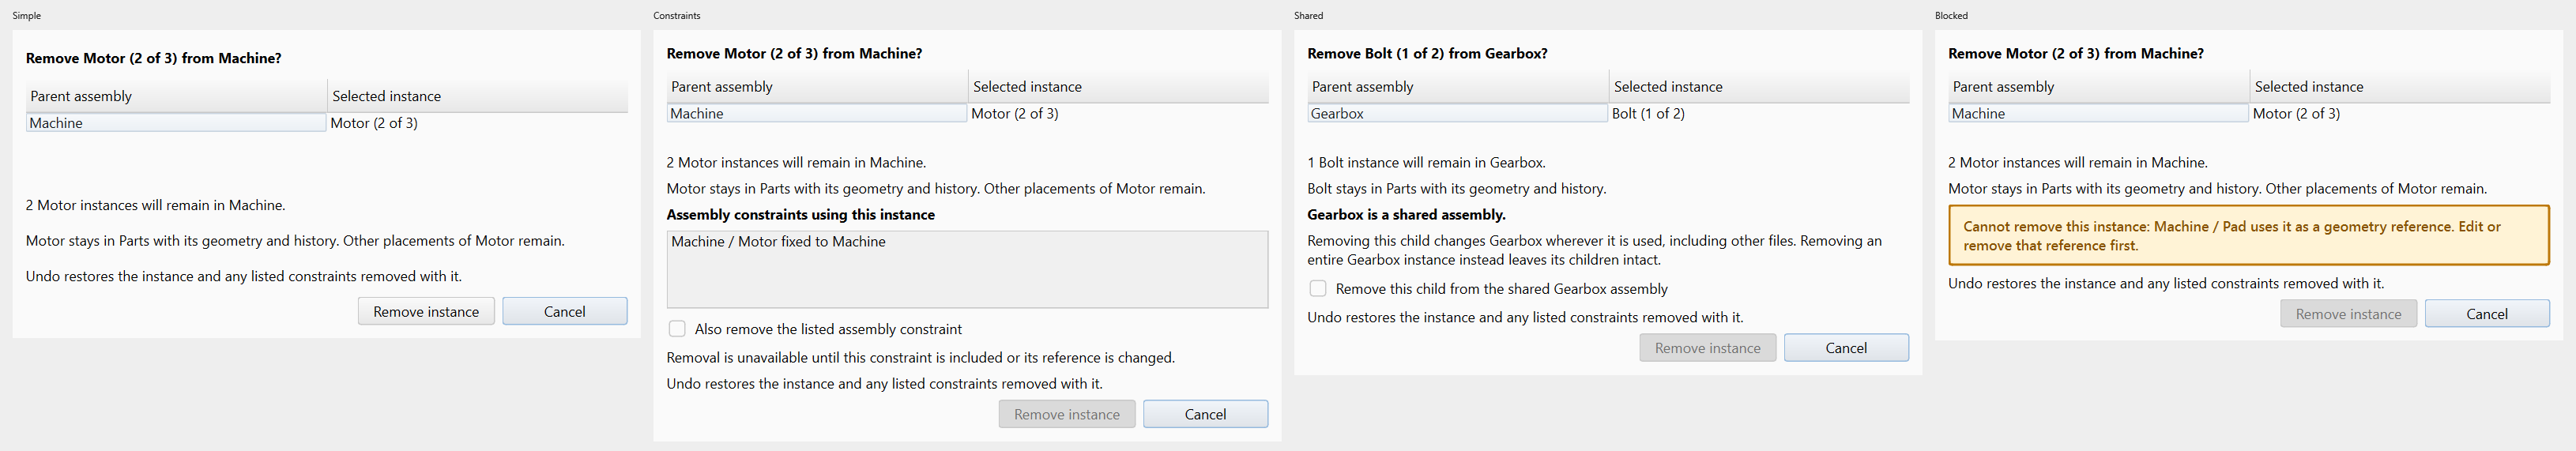 Simple
Remove Motor (2 of 3) from Machine?
Parent assembly
Selected instance
Machine
Motor (2 of 3)
2 Motor instances will remain in Machine.
Motor stays in Parts with its geometry and history. Other placements of Motor remain.
Undo restores the instance and any listed constraints removed with it.
Remove instance
Cancel
Constraints
Remove Motor (2 of 3) from Machine?
Parent assembly
Selected instance
Machine
Motor (2 of 3)
2 Motor instances will remain in Machine.
Motor stays in Parts with its geometry and history. Other placements of Motor remain.
Assembly constraints using this instance
Machine / Motor fixed to Machine
Also remove the listed assembly constraint
Removal is unavailable until this constraint is included or its reference is changed.
Undo restores the instance and any listed constraints removed with it.
Remove instance
Cancel
Shared
Remove Bolt (1 of 2) from Gearbox?
Parent assembly
Selected instance
Gearbox
Bolt (1 of 2)
1 Bolt instance will remain in Gearbox.
Bolt stays in Parts with its geometry and history.
Gearbox is a shared assembly.
Removing this child changes Gearbox wherever it is used, including other files. Removing an
entire Gearbox instance instead leaves its children intact.
Remove this child from the shared Gearbox assembly
Undo restores the instance and any listed constraints removed with it.
Remove instance
Cancel
Blocked
Remove Motor (2 of 3) from Machine?
Parent assembly
Selected instance
Machine
Motor (2 of 3)
2 Motor instances will remain in Machine.
Motor stays in Parts with its geometry and history. Other placements of Motor remain.
Cannot remove this instance: Machine / Pad uses it as a geometry reference. Edit or
remove that reference first.
Undo restores the instance and any listed constraints removed with it.
Remove instance
Cancel